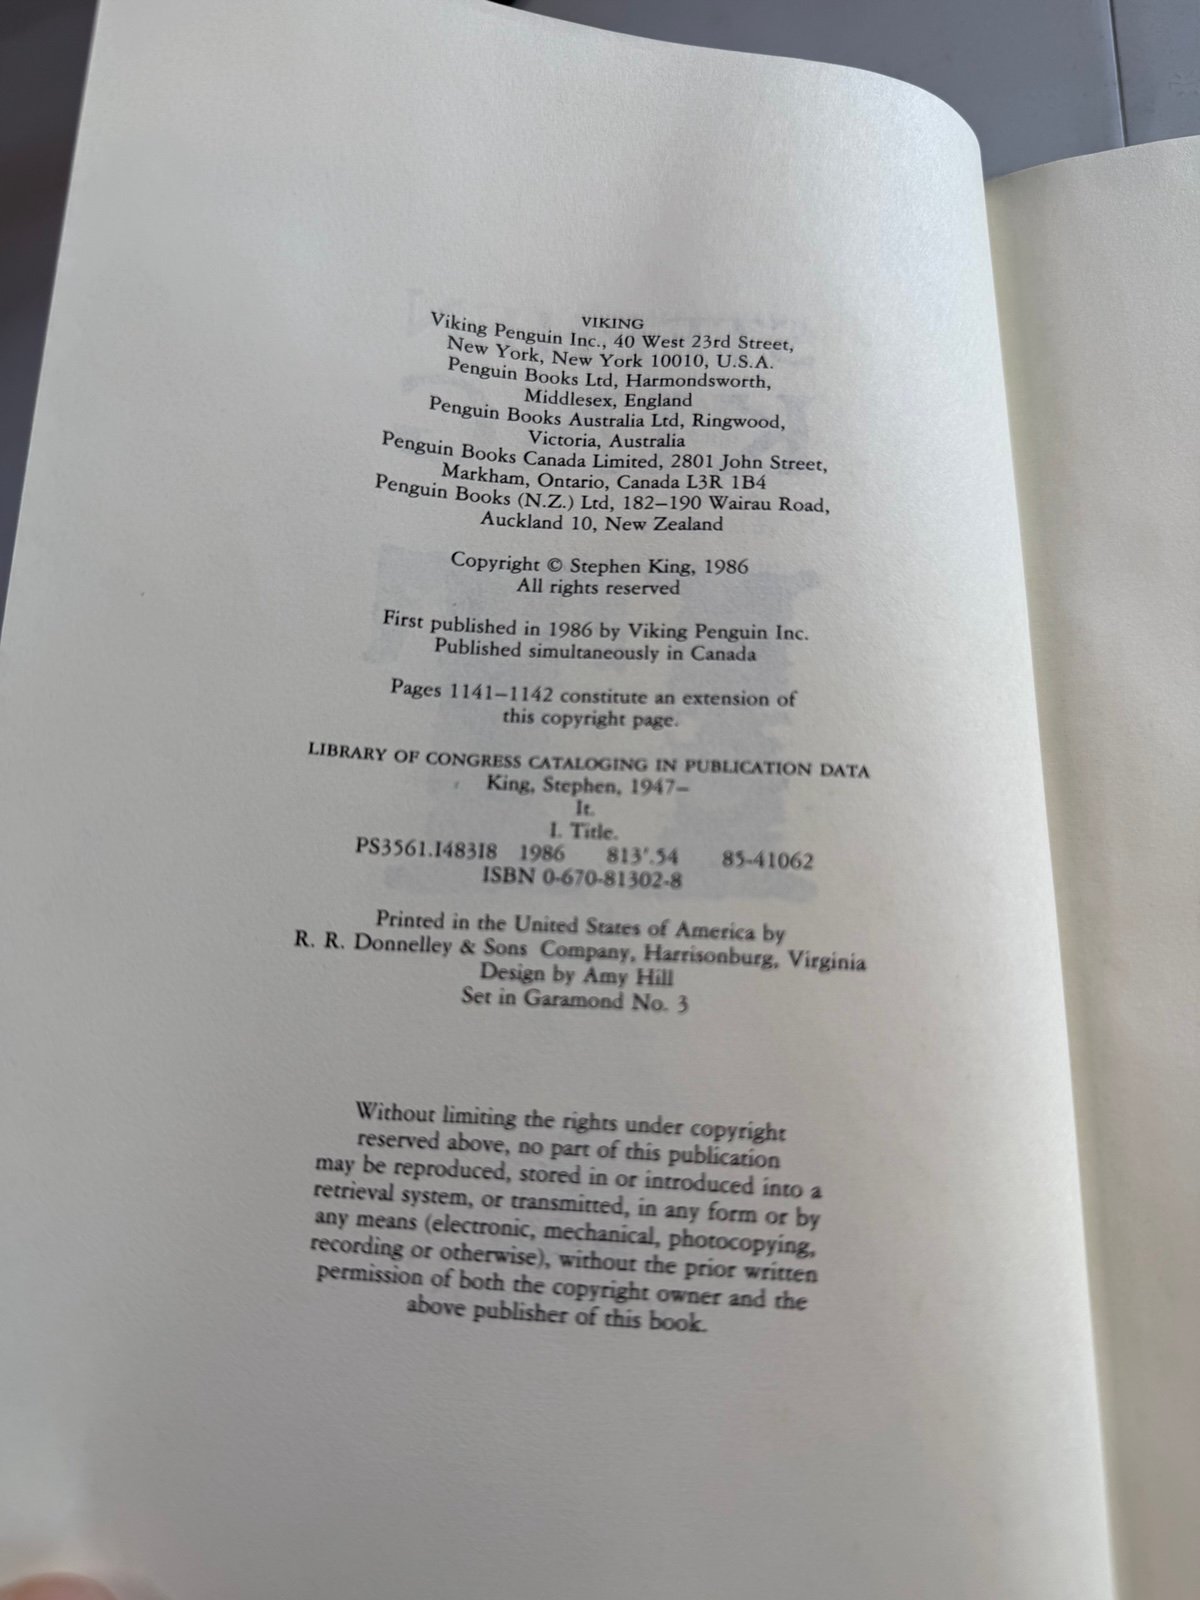 VIKING
Viking Penguin Inc., 40 West 23rd Street,
New York, New York 10010, U.S.A.
Penguin Books Ltd, Harmondsworth,
Middlesex, England
Penguin Books Australia Ltd, Ringwood,
Victoria, Australia
Penguin Books Canada Limited, 2801 John Street,
Markham, Ontario, Canada L3R 1B4
Penguin Books (N.Z.) Ltd, 182–190 Wairau Road,
Auckland 10, New Zealand
Copyright © Stephen King, 1986
All rights reserved
First published in 1986 by Viking Penguin Inc.
Published simultaneously in Canada
Pages 1141–1142 constitute an extension of
this copyright page.
LIBRARY OF CONGRESS CATALOGING IN PUBLICATION DATA
King, Stephen, 1947–
It.
I. Title.
PS3561.I483I8 1986 813'.54 85-41062
ISBN 0-670-81302-8
Printed in the United States of America by
R. R. Donnelley & Sons Company, Harrisonburg, Virginia
Design by Amy Hill
Set in Garamond No. 3
Without limiting the rights under copyright
reserved above, no part of this publication
may be reproduced, stored in or introduced into a
retrieval system, or transmitted, in any form or by
any means (electronic, mechanical, photocopying,
recording or otherwise), without the prior written
permission of both the copyright owner and the
above publisher of this book.